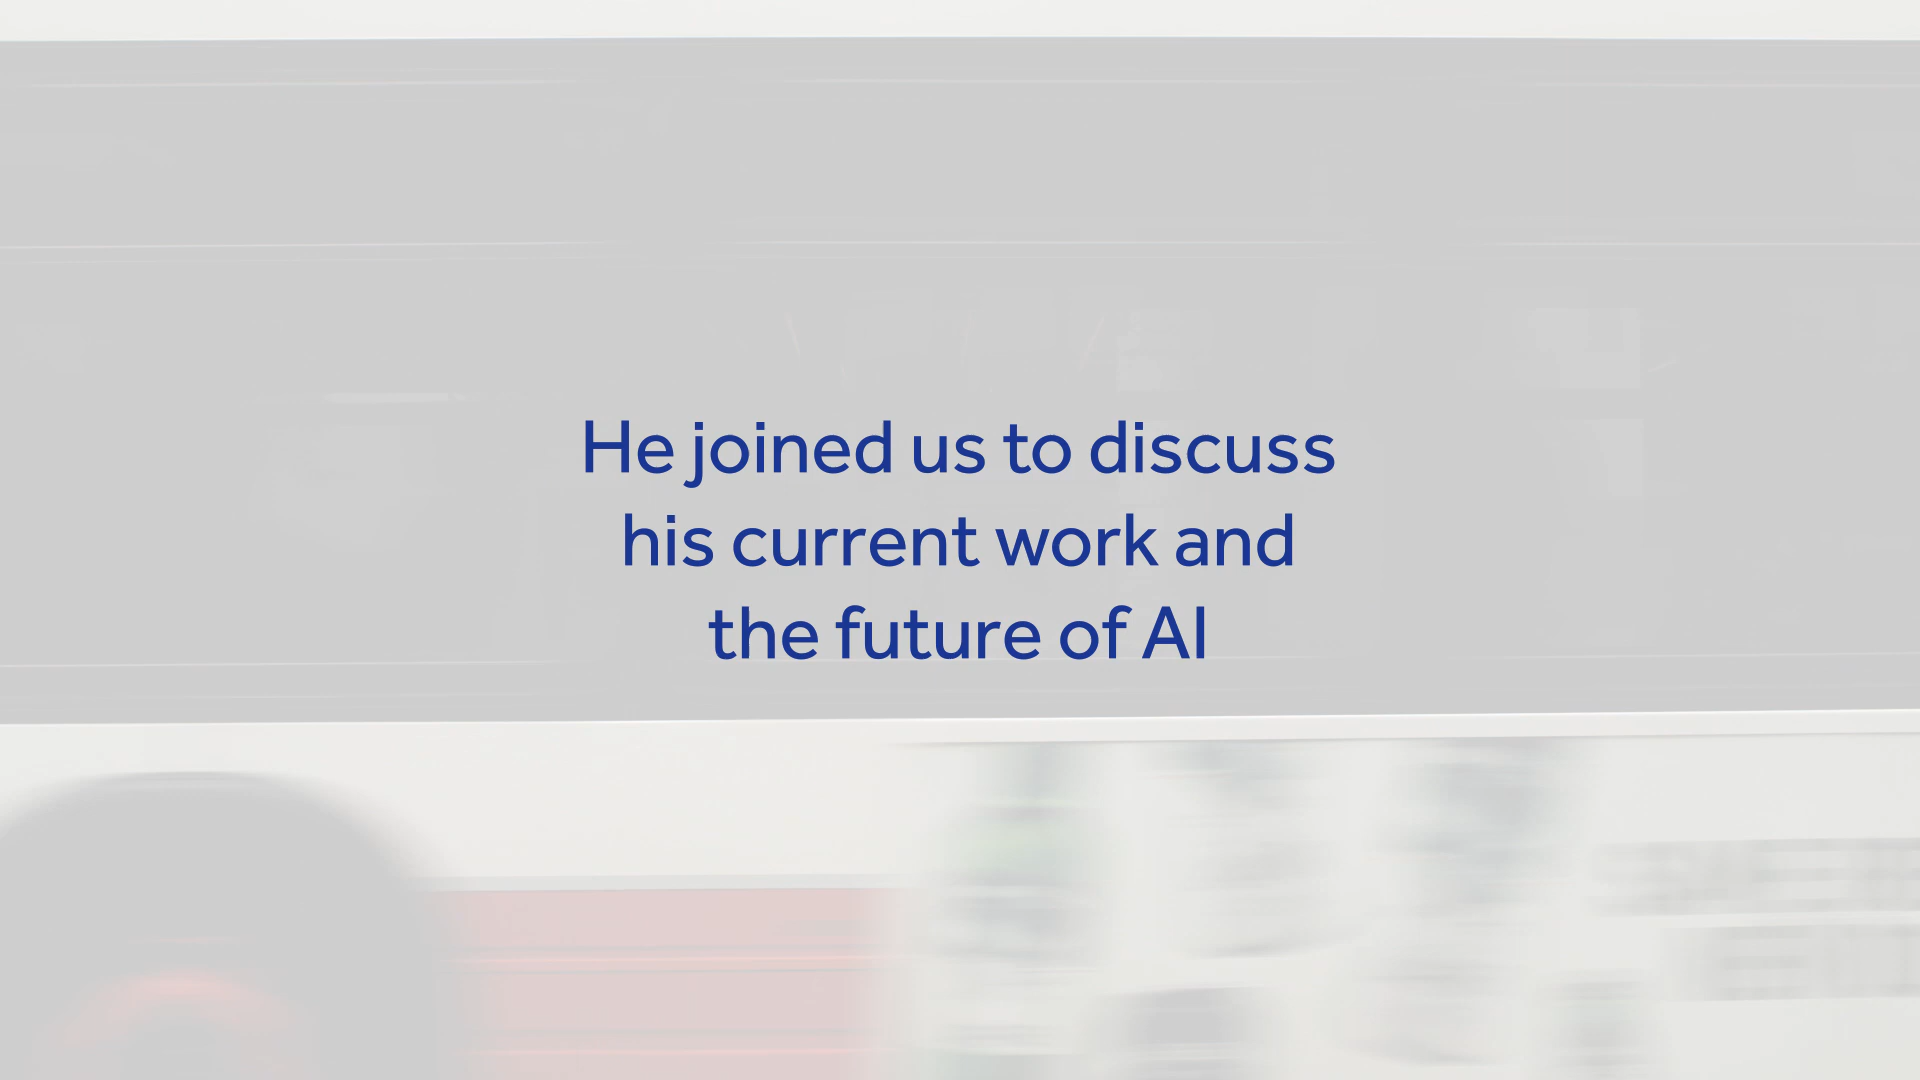 He joined us to discuss
his current work and
the future of AI